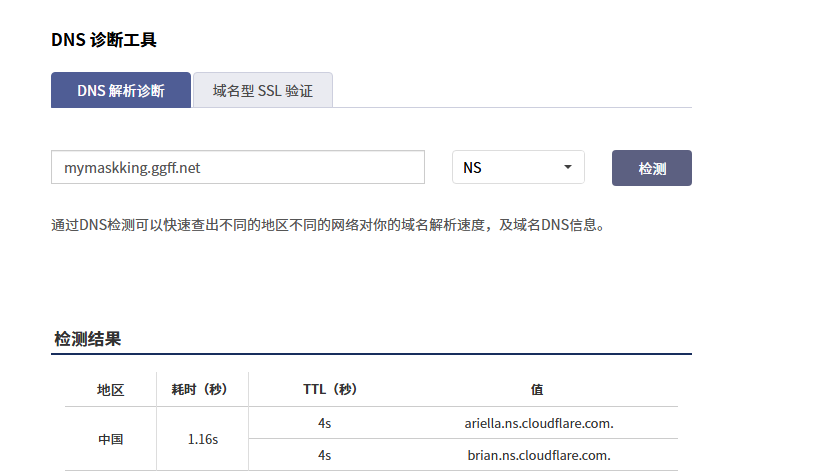 DNS 诊断工具
DNS 解析诊断 域名型 SSL 验证
mymaskking.ggff.net NS 检测
通过DNS检测可以快速查出不同的地区不同的网络对你的域名解析速度，及域名DNS信息。
检测结果
地区 耗时（秒） TTL（秒） 值
中国 1.16s 4s ariella.ns.cloudflare.com.
4s brian.ns.cloudflare.com.